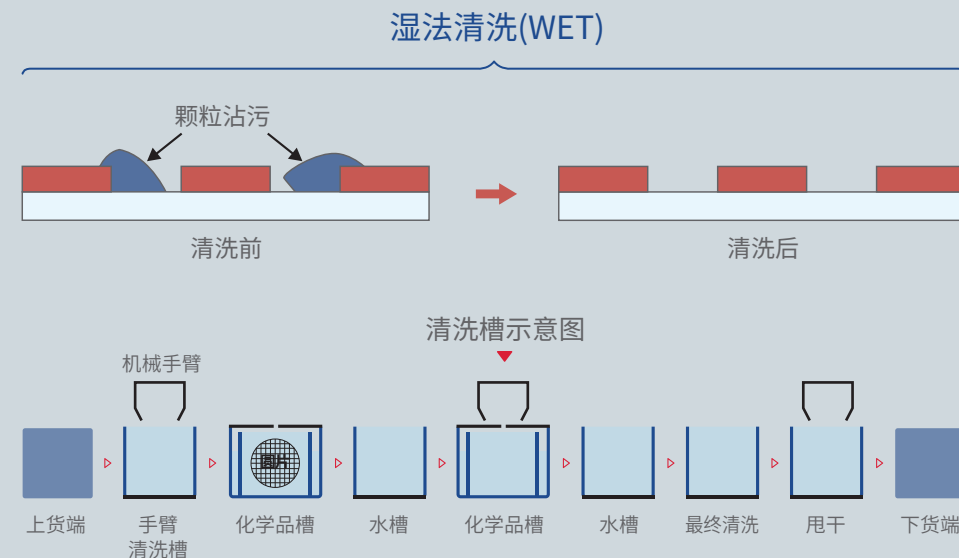 湿法清洗(WET)
颗粒沾污
清洗前
清洗后
清洗槽示意图
机械手臂
圆片
上货端
手臂
清洗槽
化学品槽
水槽
化学品槽
水槽
最终清洗
甩干
下货端